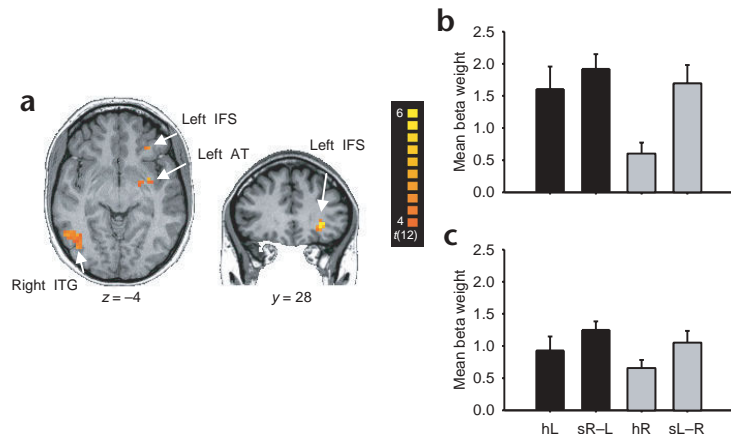 a
Left IFS
Left AT
Right ITG
z = –4
Left IFS
y = 28
6
4
t(12)
b
Mean beta weight
2.5
2.0
1.5
1.0
0.5
0.0
c
Mean beta weight
2.5
2.0
1.5
1.0
0.5
0.0
hL sR–L hR sL–R